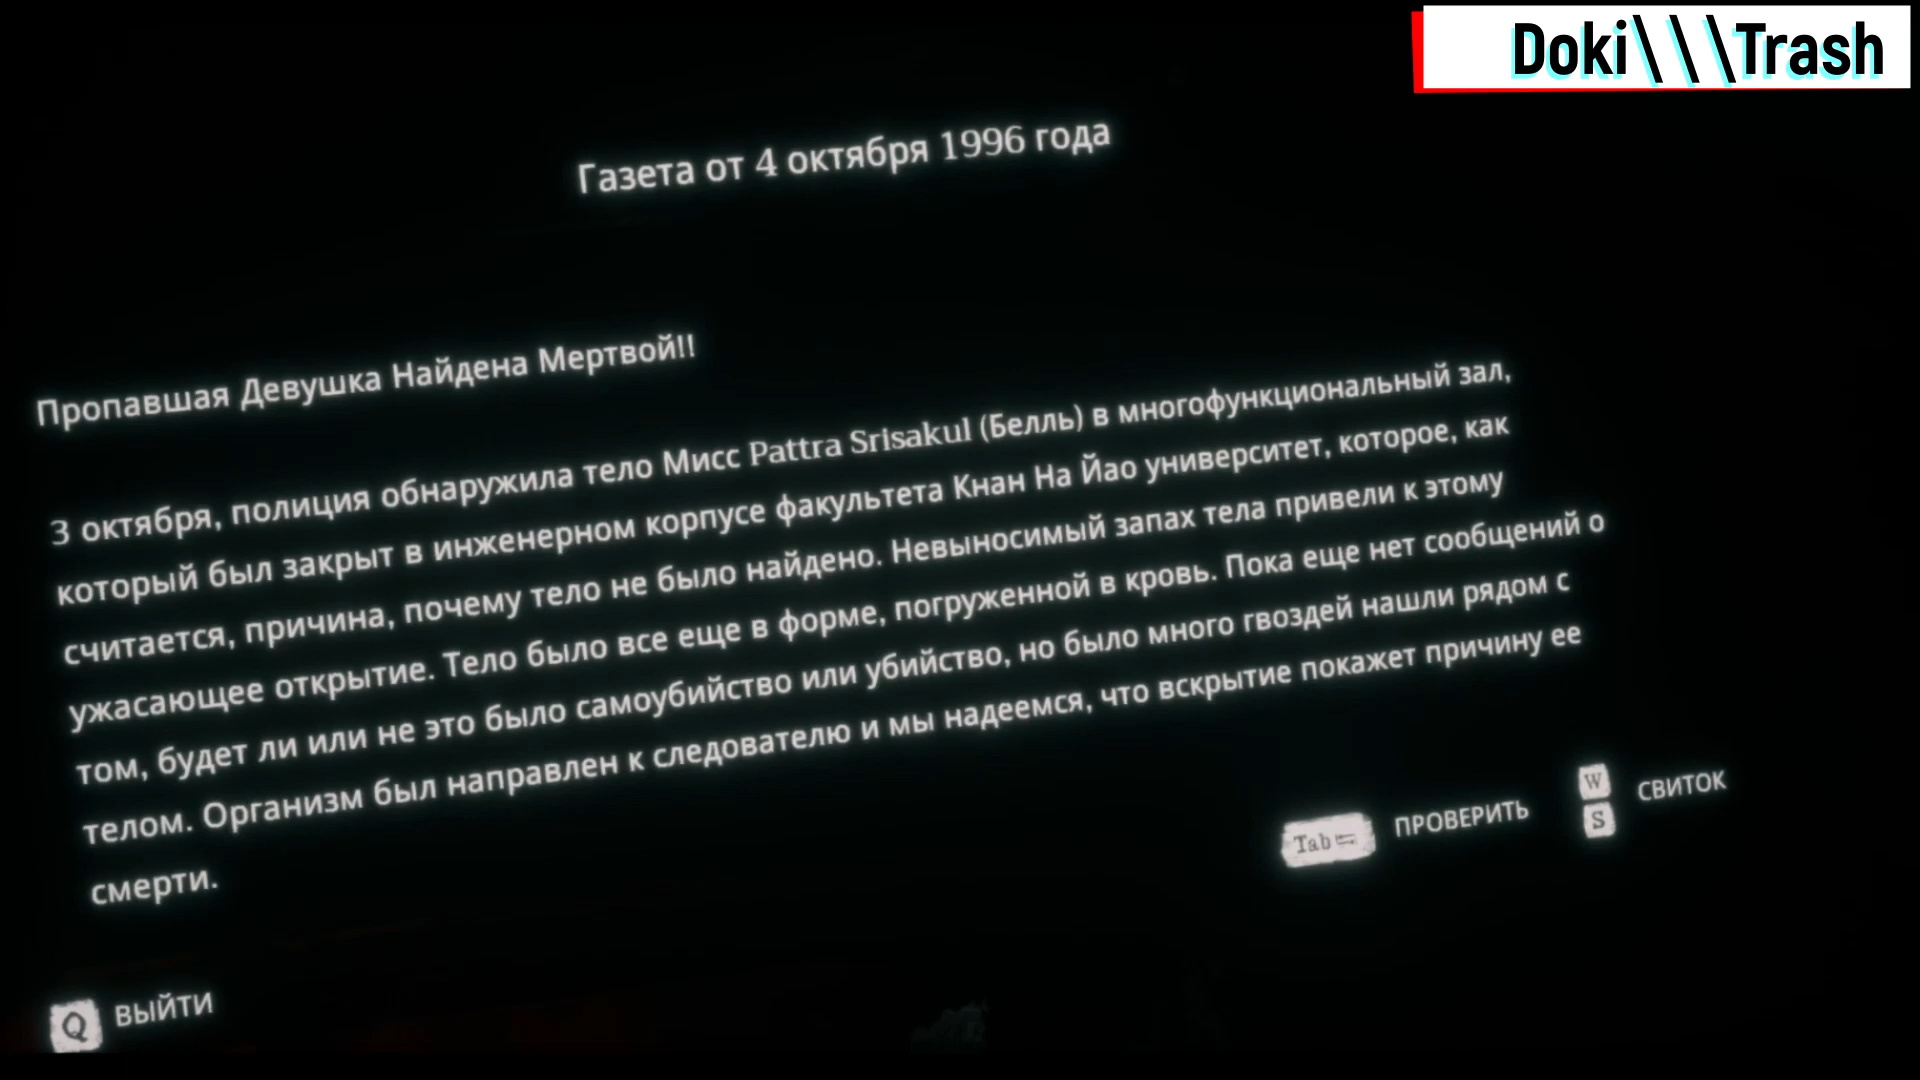 Doki\\\Trash
Газета от 4 октября 1996 года
Пропавшая Девушка Найдена Мертвой!!
3 октября, полиция обнаружила тело Мисс Pattra Srisakul (Белль) в многофункциональный зал,
который был закрыт в инженерном корпусе факультета Кнан На Йао университет, которое, как
считается, причина, почему тело не было найдено. Невыносимый запах тела привели к этому
ужасающее открытие. Тело было все еще в форме, погруженной в кровь. Пока еще нет сообщений о
том, будет ли или не это было самоубийство или убийство, но было много гвоздей нашли рядом с
телом. Организм был направлен к следователю и мы надеемся, что вскрытие покажет причину ее
смерти.
Tab ПРОВЕРИТЬ W S СВИТОК
Q ВЫЙТИ